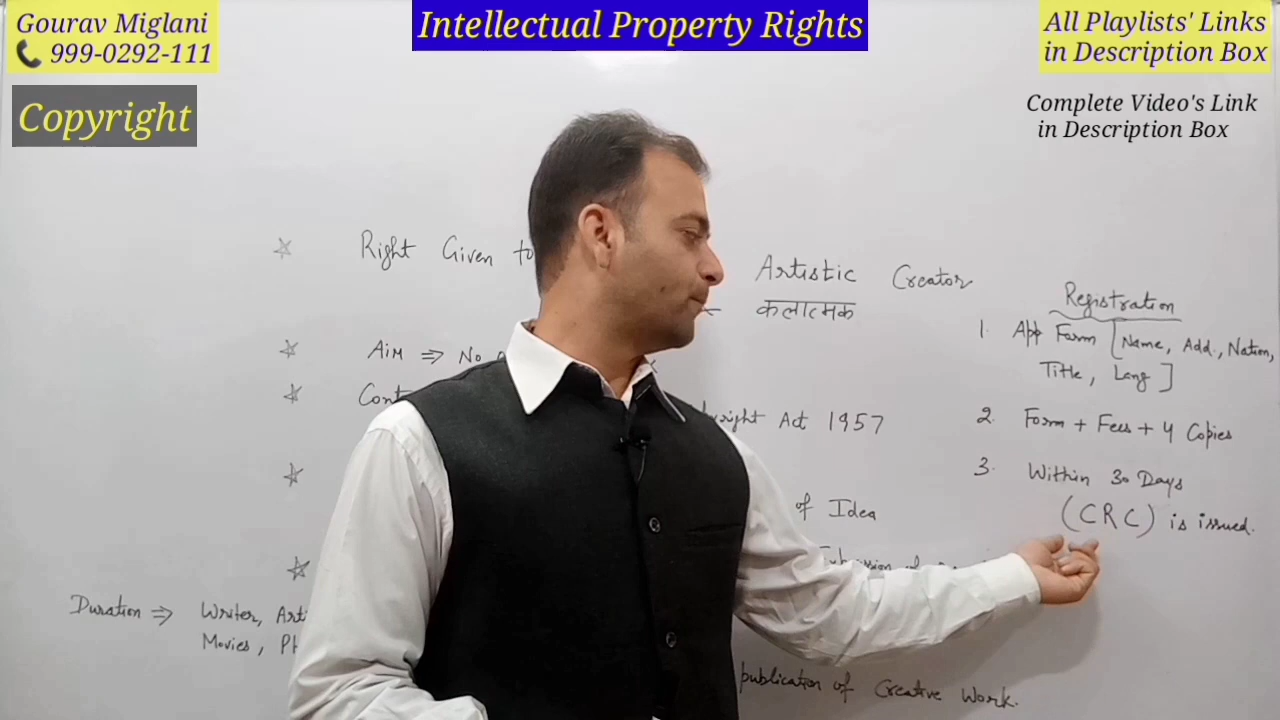 Gourav Miglani
999-0292-111
Intellectual Property Rights
All Playlists' Links
in Description Box
Copyright
Complete Video's Link
in Description Box
Right Given to
Artistic Creator
कलात्मक
Aim ⇒ No
Copyright Act 1957
of Idea
Submission of
Duration ⇒ Writer,
Movies,
publication of Creative Work.
Registration
1. App Form [Name, Add., Nation,
Title, Lang]
2. Form + Fees + 4 Copies
3. Within 30 Days
(CRC) is issued.